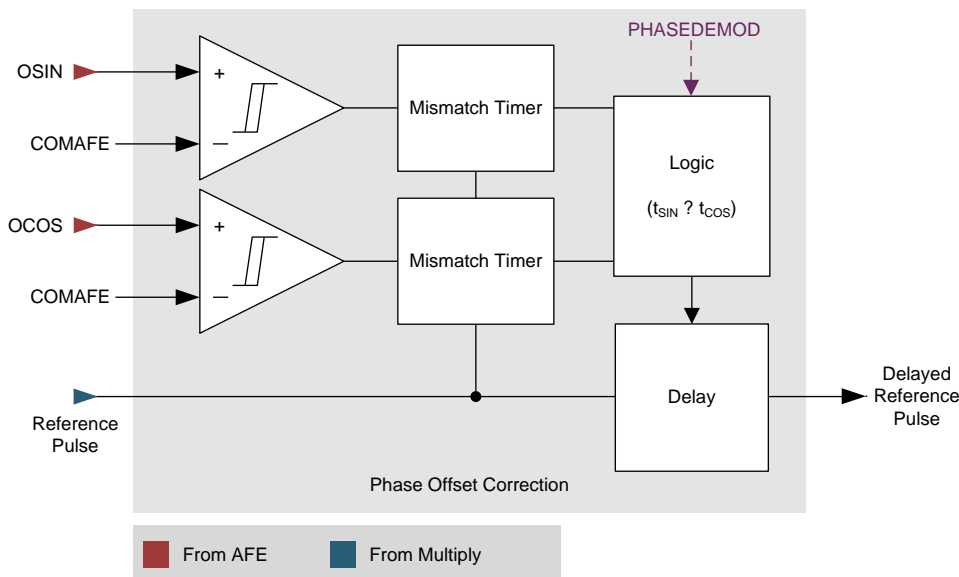 PHASEDEMOD
OSIN
+
Mismatch Timer
COMAFE
–
Logic
(tSIN ? tCOS)
OCOS
+
Mismatch Timer
COMAFE
–
Reference
Pulse
Delay
Delayed
Reference
Pulse
Phase Offset Correction
From AFE
From Multiply